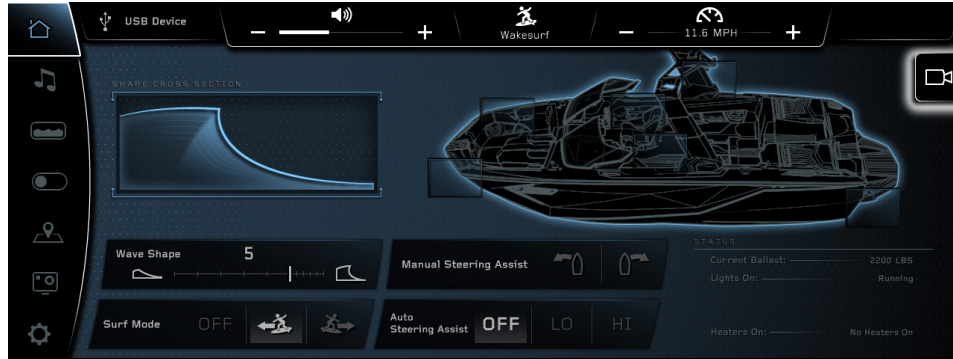 USB Device
Wakesurf
11.6 MPH
SHAPE CROSS SECTION
Wave Shape
5
Manual Steering Assist
STATUS
Current Ballast:
2200 LBS
Lights On:
Running
Surf Mode
OFF
Auto
Steering Assist
OFF
LO
HI
Heaters On:
No Heaters On